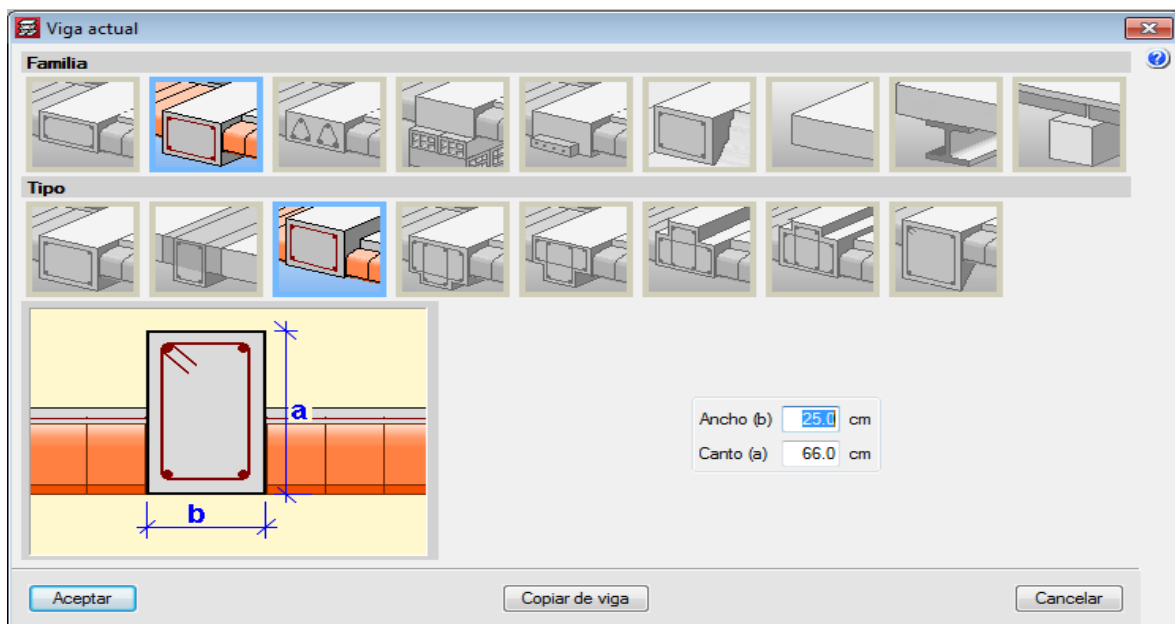 Viga actual
Familia
Tipo
a
b
Ancho (b) 25.0 cm
Canto (a) 66.0 cm
Aceptar
Copiar de viga
Cancelar